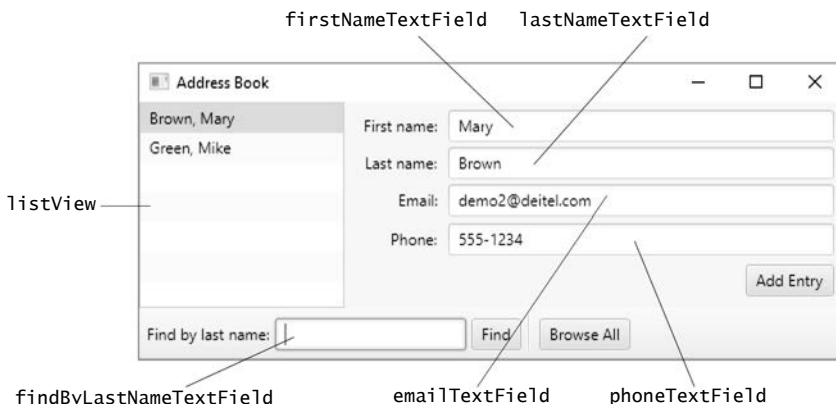 firstNameTextField lastNameTextField
Address Book
Brown, Mary
Green, Mike
First name: Mary
Last name: Brown
Email: demo2@deitel.com
Phone: 555-1234
listView
Add Entry
Find by last name: Find Browse All
findByLastNameTextField emailTextField phoneTextField